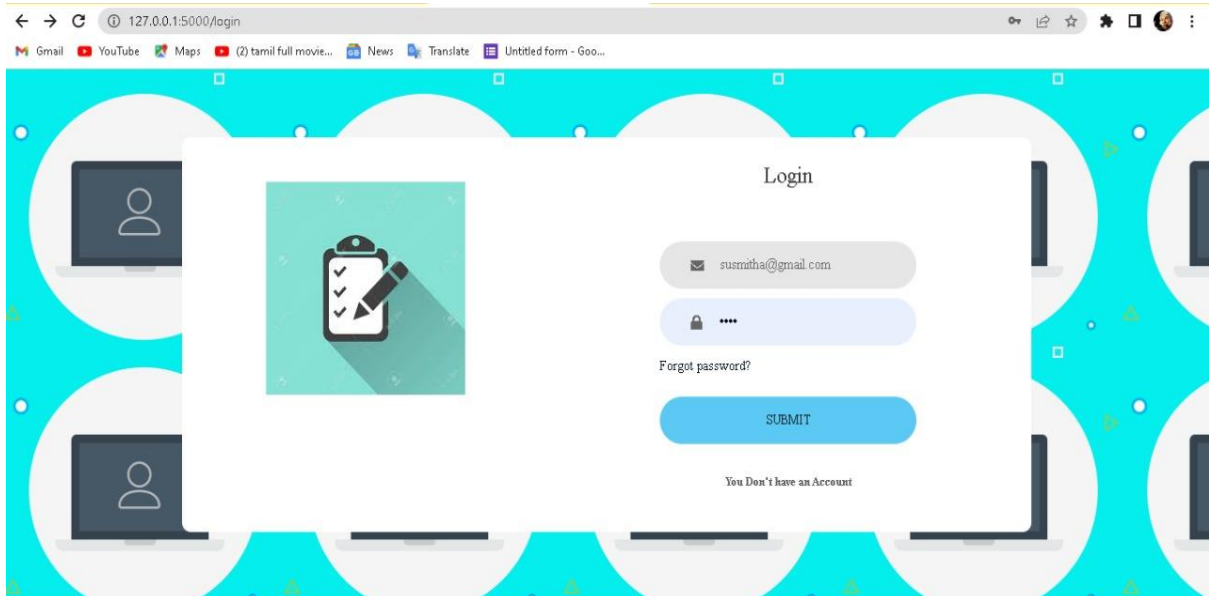 127.0.0.1:5000/login
Gmail YouTube Maps (2) tamil full movie... News Translate Untitled form - Goo...
Login
susmitha@gmail.com
••••
Forgot password?
SUBMIT
You Don't have an Account